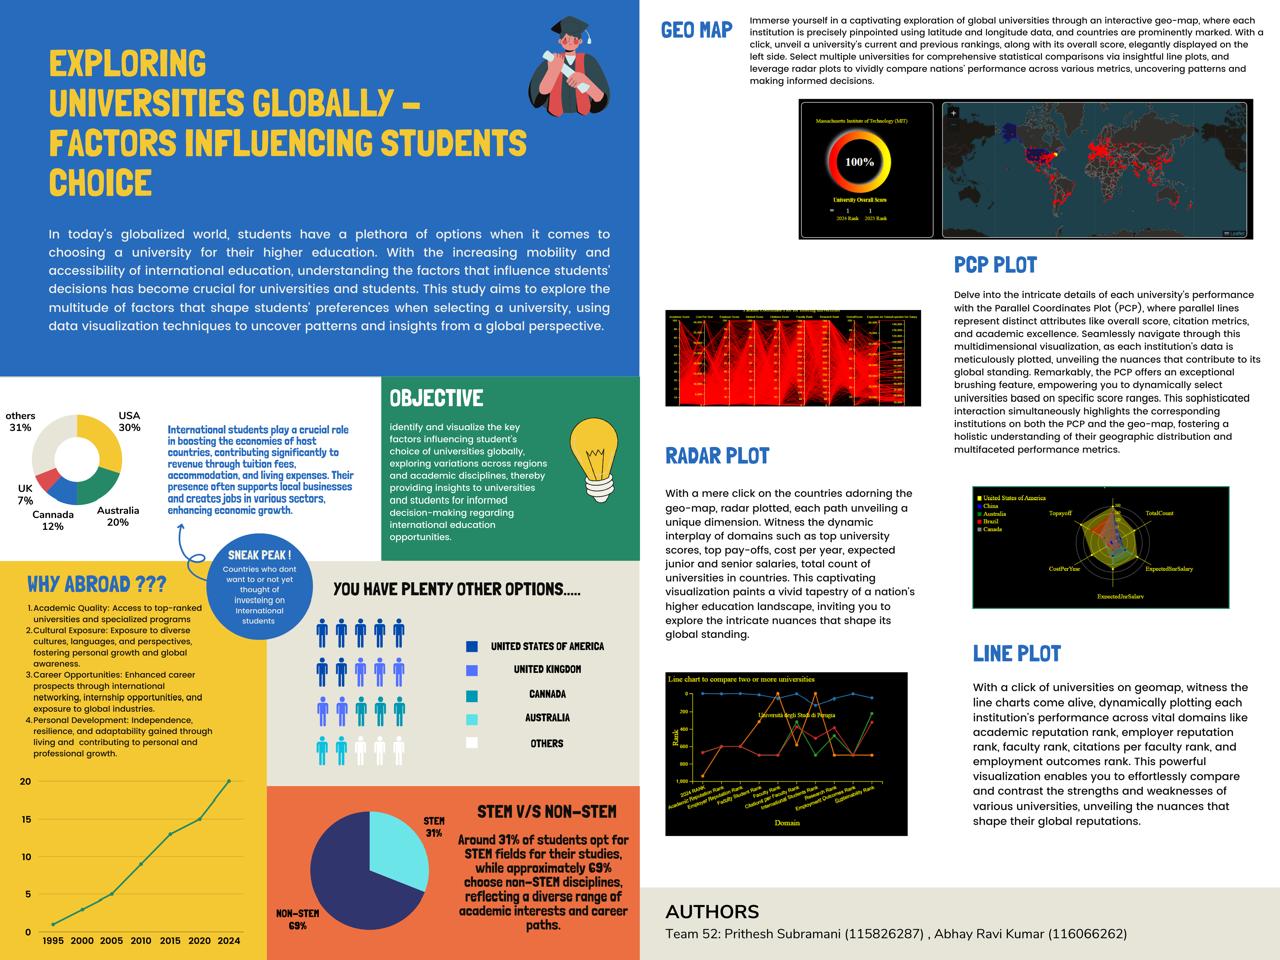 EXPLORING
UNIVERSITIES GLOBALLY –
FACTORS INFLUENCING STUDENTS
CHOICE
In today's globalized world, students have a plethora of options when it comes to
choosing a university for their higher education. With the increasing mobility and
accessibility of international education, understanding the factors that influence students'
decisions has become crucial for universities and students. This study aims to explore the
multitude of factors that shape students' preferences when selecting a university, using
data visualization techniques to uncover patterns and insights from a global perspective.
others
31%
USA
30%
UK
7%
Cannada
12%
Australia
20%
International students play a crucial role
in boosting the economies of host
countries, contributing significantly to
revenue through tuition fees,
accommodation, and living expenses. Their
presence often supports local businesses
and creates jobs in various sectors,
enhancing economic growth.
OBJECTIVE
identify and visualize the key
factors influencing student's
choice of universities globally,
exploring variations across regions
and academic disciplines, thereby
providing insights to universities
and students for informed
decision-making regarding
international education
opportunities.
SNEAK PEAK !
Countries who dont
want to or not yet
thought of
investeing on
International
students
WHY ABROAD ???
1.Academic Quality: Access to top-ranked
universities and specialized programs
2.Cultural Exposure: Exposure to diverse
cultures, languages, and perspectives,
fostering personal growth and global
awareness.
3.Career Opportunities: Enhanced career
prospects through international
networking, internship opportunities, and
exposure to global industries.
4.Personal Development: Independence,
resilience, and adaptability gained through
living and contributing to personal and
professional growth.
20
15
10
5
0
1995 2000 2005 2010 2015 2020 2024
YOU HAVE PLENTY OTHER OPTIONS.....
UNITED STATES OF AMERICA
UNITED KINGDOM
CANNADA
AUSTRALIA
OTHERS
STEM
31%
NON-STEM
69%
STEM V/S NON-STEM
Around 31% of students opt for
STEM fields for their studies,
while approximately 69%
choose non-STEM disciplines,
reflecting a diverse range of
academic interests and career
paths.
GEO MAP
Immerse yourself in a captivating exploration of global universities through an interactive geo-map, where each
institution is precisely pinpointed using latitude and longitude data, and countries are prominently marked. With a
click, unveil a university's current and previous rankings, along with its overall score, elegantly displayed on the
left side. Select multiple universities for comprehensive statistical comparisons via insightful line plots, and
leverage radar plots to vividly compare nations' performance across various metrics, uncovering patterns and
making informed decisions.
Massachusetts Institute of Technology (MIT)
100%
University Overall Score
= 1 1
2024 Rank 2023 Rank
+
Leaflet
PCP PLOT
Delve into the intricate details of each university's performance
with the Parallel Coordinates Plot (PCP), where parallel lines
represent distinct attributes like overall score, citation metrics,
and academic excellence. Seamlessly navigate through this
multidimensional visualization, as each institution's data is
meticulously plotted, unveiling the nuances that contribute to its
global standing. Remarkably, the PCP offers an exceptional
brushing feature, empowering you to dynamically select
universities based on specific score ranges. This sophisticated
interaction simultaneously highlights the corresponding
institutions on both the PCP and the geo-map, fostering a
holistic understanding of their geographic distribution and
multifaceted performance metrics.
RADAR PLOT
With a mere click on the countries adorning the
geo-map, radar plotted, each path unveiling a
unique dimension. Witness the dynamic
interplay of domains such as top university
scores, top pay-offs, cost per year, expected
junior and senior salaries, total count of
universities in countries. This captivating
visualization paints a vivid tapestry of a nation's
higher education landscape, inviting you to
explore the intricate nuances that shape its
global standing.
United States of America
China
Australia
Brazil
Canada
Topayoff
TotalCount
CostPerYear
ExpectedSnrSalary
ExpectedJnrSalary
Line chart to compare two or more universities
Rank
0
200
400
600
800
1,000
Università degli Studi di Perugia
2024 RANK
Academic Reputation Rank
Employer Reputation Rank
Faculty Student Rank
Faculty Rank
Citations per Faculty Rank
International Students Rank
Research Rank
Employment Outcomes Rank
Sustainability Rank
Domain
LINE PLOT
With a click of universities on geomap, witness the
line charts come alive, dynamically plotting each
institution's performance across vital domains like
academic reputation rank, employer reputation
rank, faculty rank, citations per faculty rank, and
employment outcomes rank. This powerful
visualization enables you to effortlessly compare
and contrast the strengths and weaknesses of
various universities, unveiling the nuances that
shape their global reputations.
AUTHORS
Team 52: Prithesh Subramani (115826287) , Abhay Ravi Kumar (116066262)